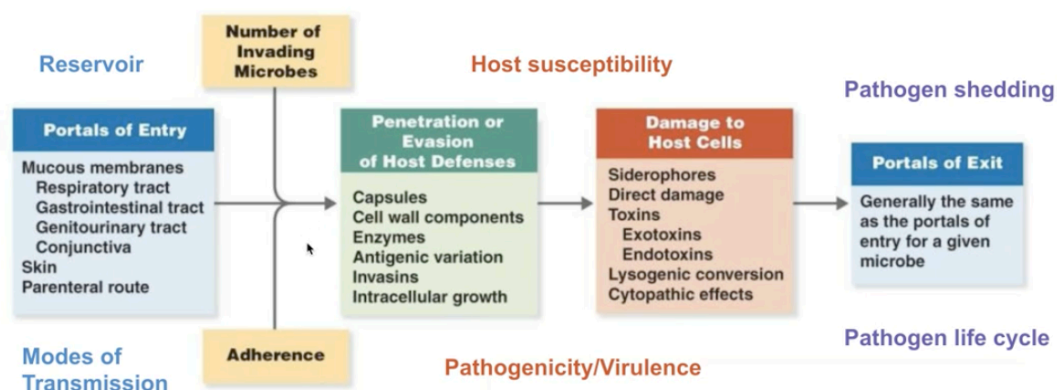 Number of
Invading
Microbes
Reservoir
Host susceptibility
Pathogen shedding
Portals of Entry
Mucous membranes
Respiratory tract
Gastrointestinal tract
Genitourinary tract
Conjunctiva
Skin
Parenteral route
Penetration or
Evasion
of Host Defenses
Capsules
Cell wall components
Enzymes
Antigenic variation
Invasins
Intracellular growth
Damage to
Host Cells
Siderophores
Direct damage
Toxins
Exotoxins
Endotoxins
Lysogenic conversion
Cytopathic effects
Portals of Exit
Generally the same
as the portals of
entry for a given
microbe
Adherence
Modes of
Transmission
Pathogenicity/Virulence
Pathogen life cycle